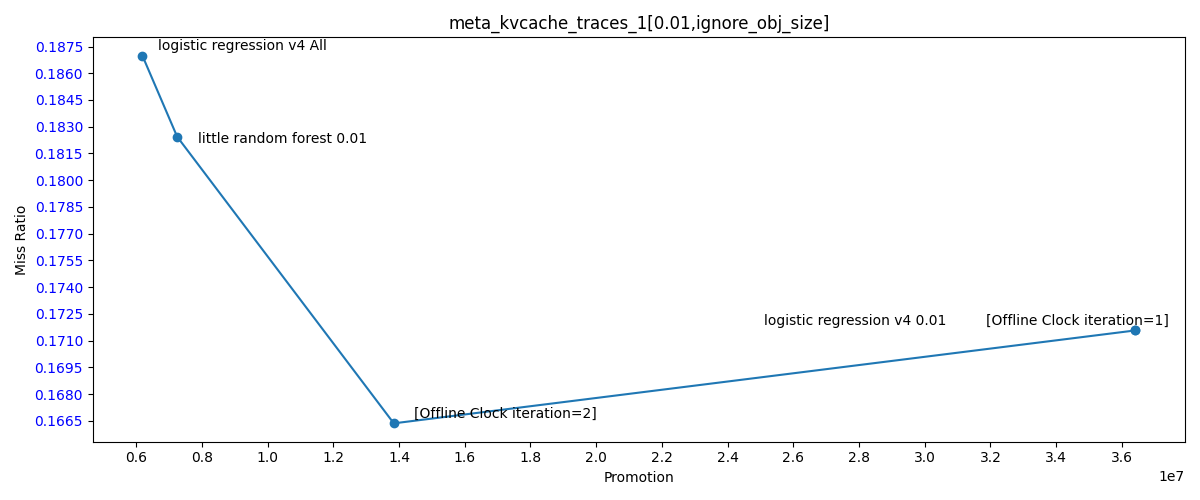 meta_kvcache_traces_1[0.01,ignore_obj_size]
Miss Ratio
0.1875
0.1860
0.1845
0.1830
0.1815
0.1800
0.1785
0.1770
0.1755
0.1740
0.1725
0.1710
0.1695
0.1680
0.1665
logistic regression v4 All
little random forest 0.01
logistic regression v4 0.01 [Offline Clock iteration=1]
[Offline Clock iteration=2]
0.6 0.8 1.0 1.2 1.4 1.6 1.8 2.0 2.2 2.4 2.6 2.8 3.0 3.2 3.4 3.6
1e7
Promotion